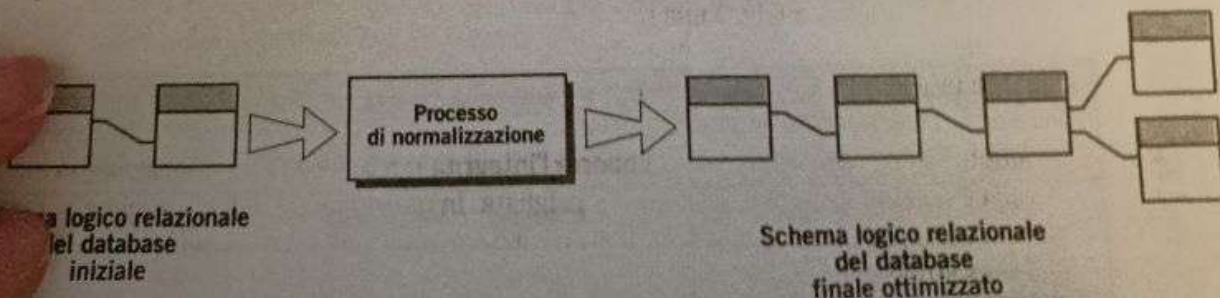 Processo
di normalizzazione
logico relazionale
database
iniziale
Schema logico relazionale
del database
finale ottimizzato